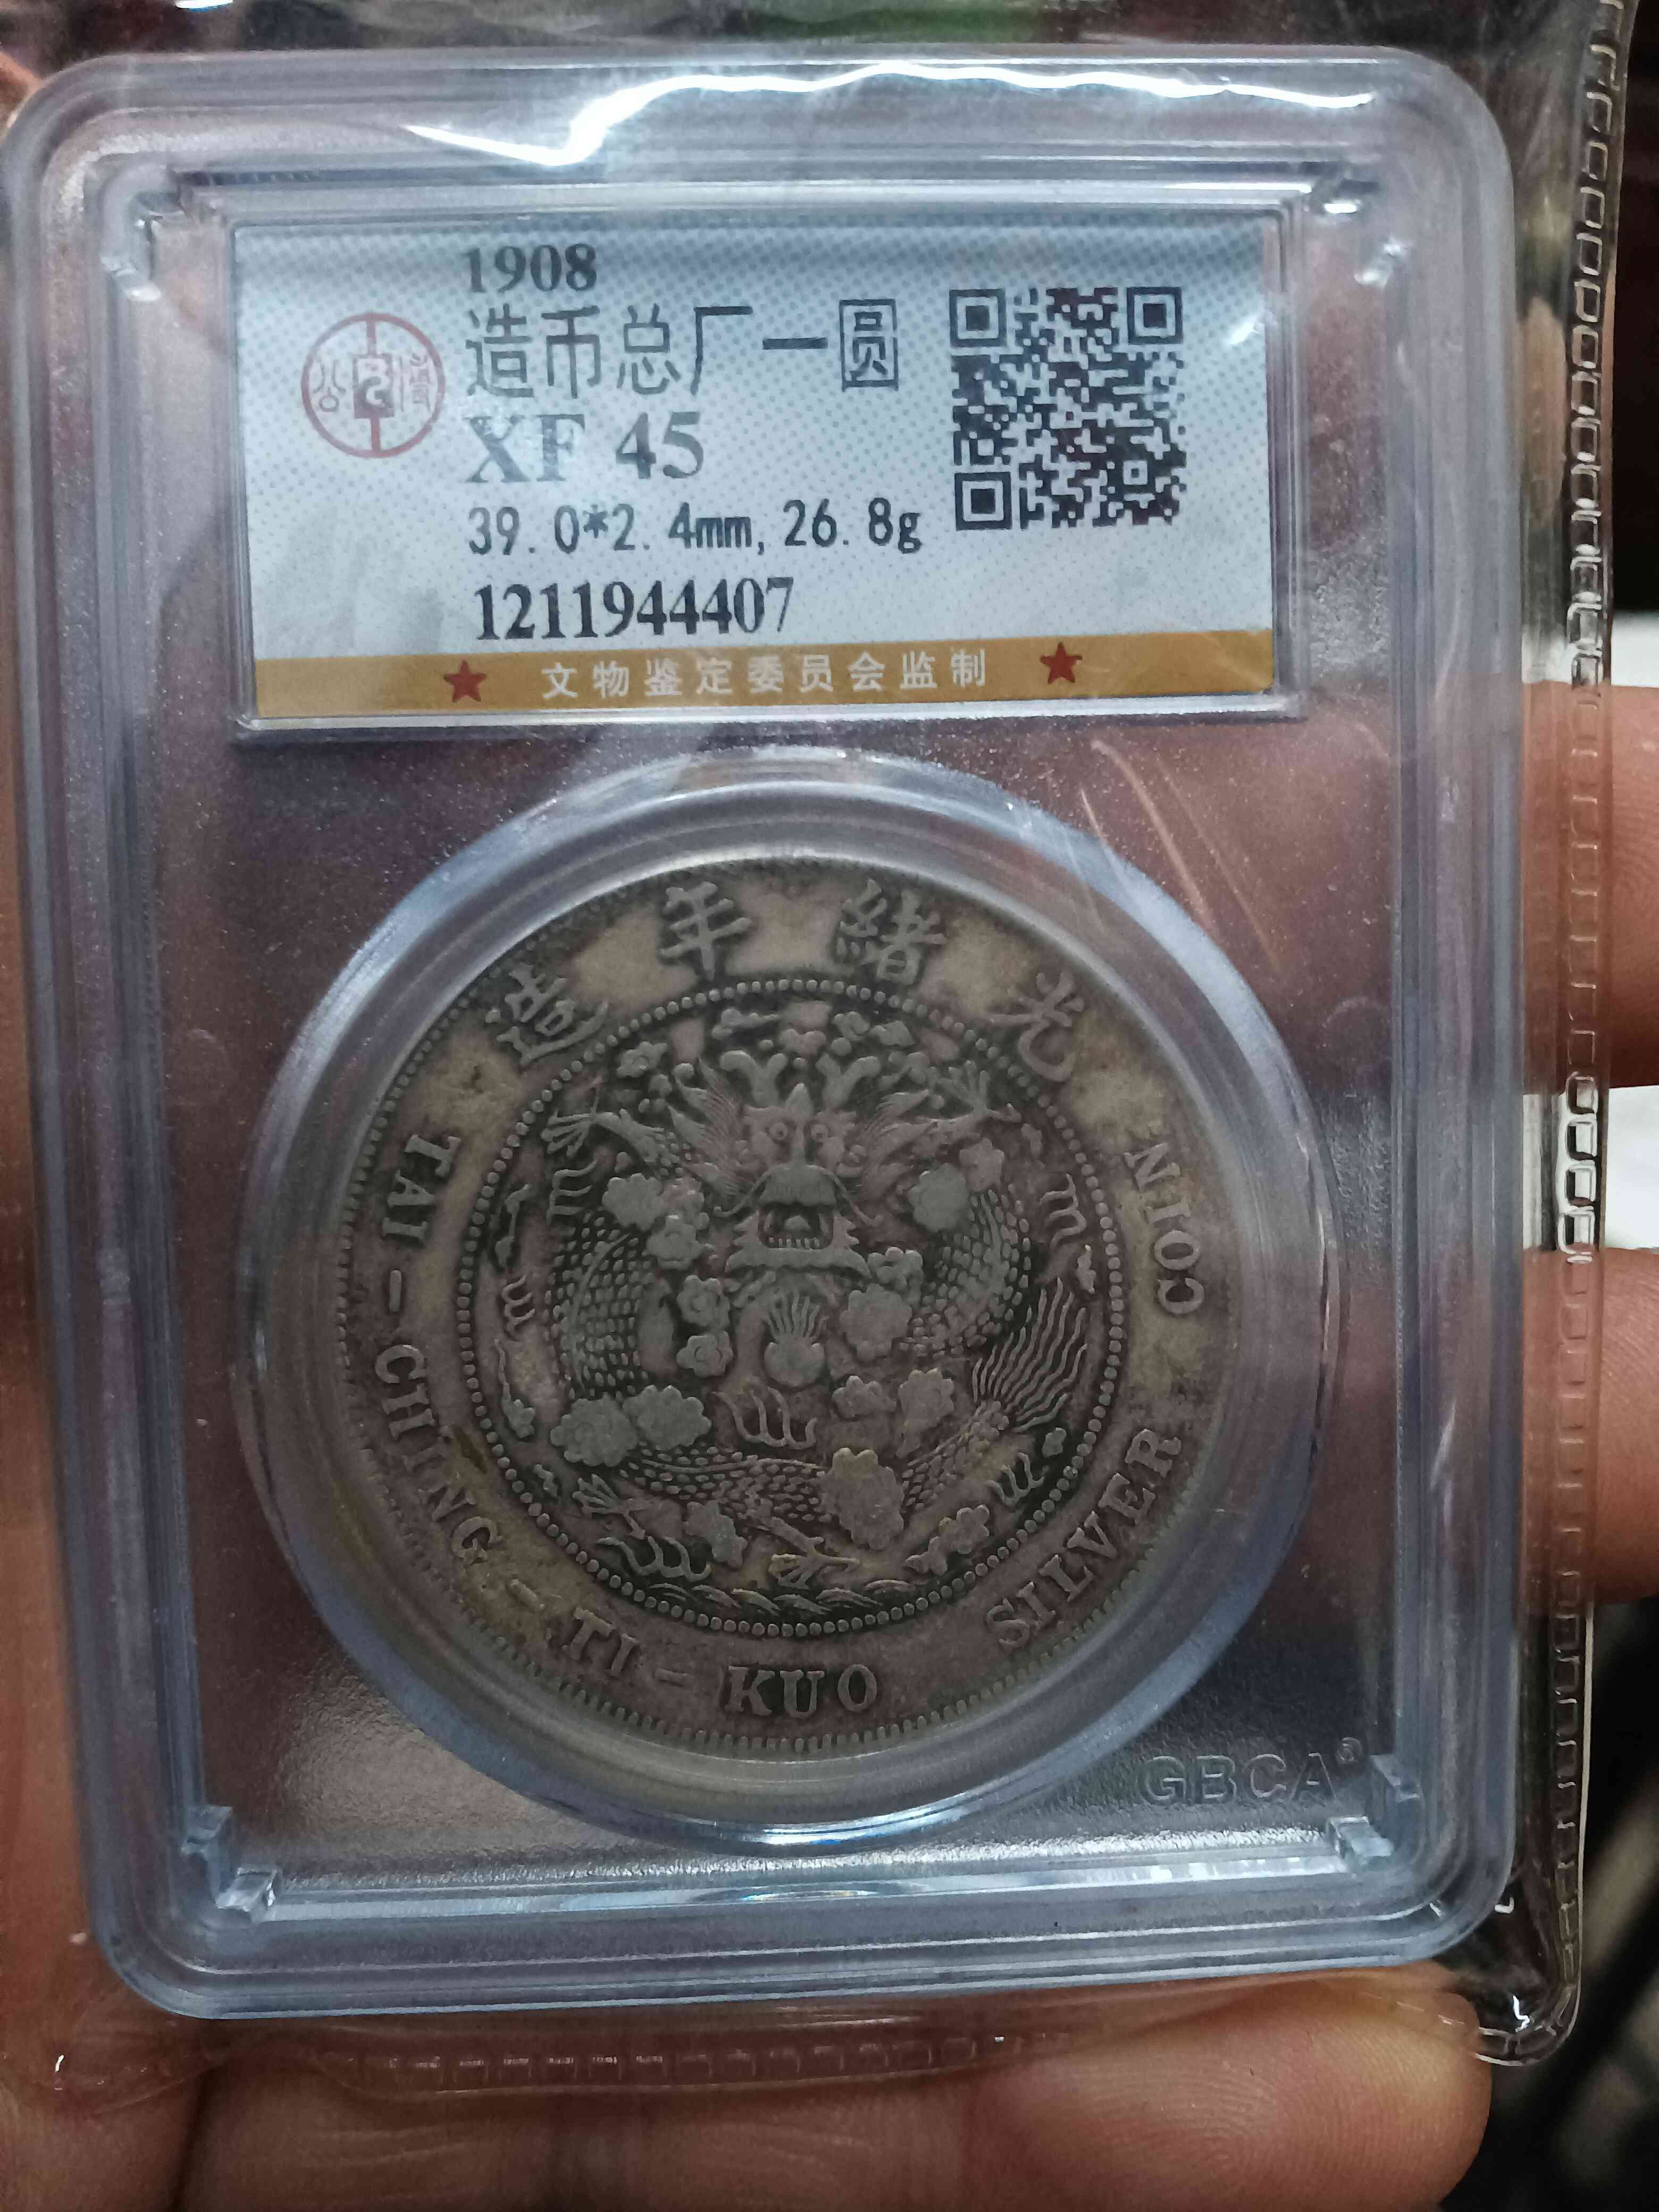 1908
造币总厂一圆
XF 45
39.0*2.4mm,26.8g
1211944407
文物鉴定委员会监制
造年緒光
TAI-CHING-TI-KUO SILVER COIN
GBCA®